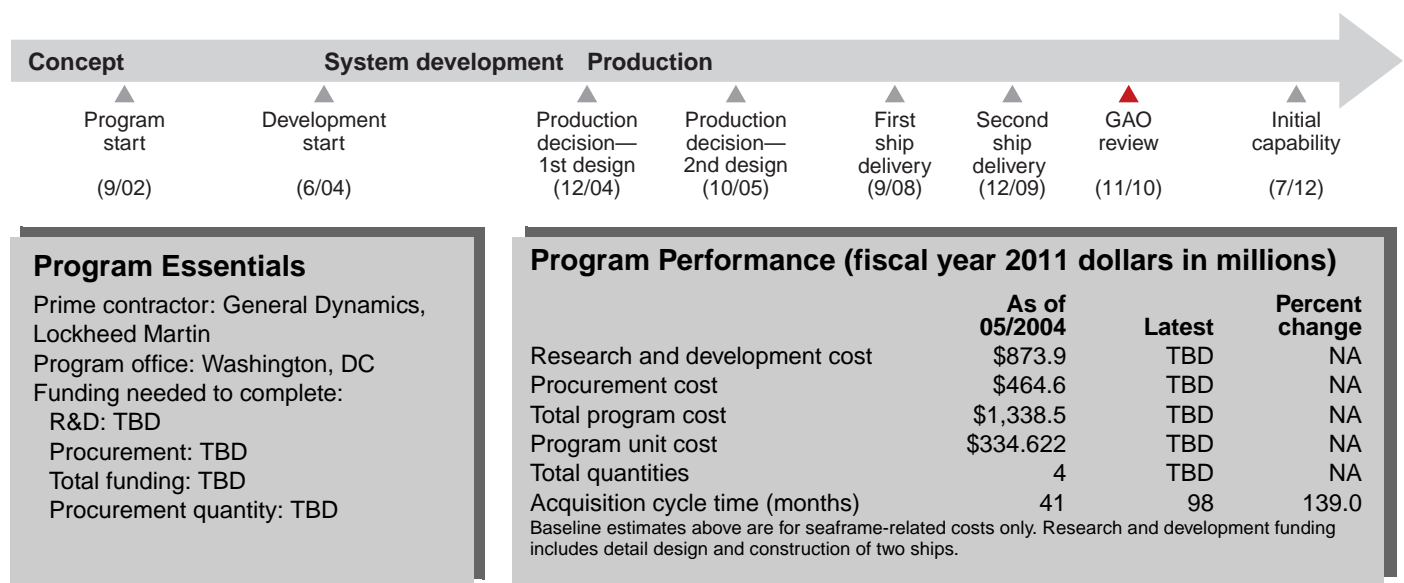 Concept System development Production
Program start (9/02)
Development start (6/04)
Production decision— 1st design (12/04)
Production decision— 2nd design (10/05)
First ship delivery (9/08)
Second ship delivery (12/09)
GAO review (11/10)
Initial capability (7/12)
Program Essentials
Prime contractor: General Dynamics,
Lockheed Martin
Program office: Washington, DC
Funding needed to complete:
R&D: TBD
Procurement: TBD
Total funding: TBD
Procurement quantity: TBD
Program Performance (fiscal year 2011 dollars in millions)
As of 05/2004 Latest Percent change
Research and development cost $873.9 TBD NA
Procurement cost $464.6 TBD NA
Total program cost $1,338.5 TBD NA
Program unit cost $334.622 TBD NA
Total quantities 4 TBD NA
Acquisition cycle time (months) 41 98 139.0
Baseline estimates above are for seaframe-related costs only. Research and development funding
includes detail design and construction of two ships.